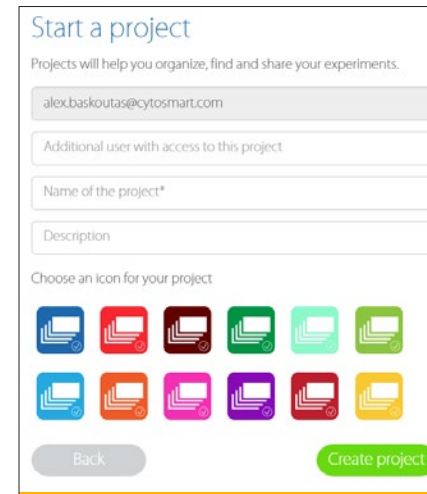 Start a project
Projects will help you organize, find and share your experiments.
alex.baskoutas@cytosmart.com
Additional user with access to this project
Name of the project*
Description
Choose an icon for your project
Back
Create project